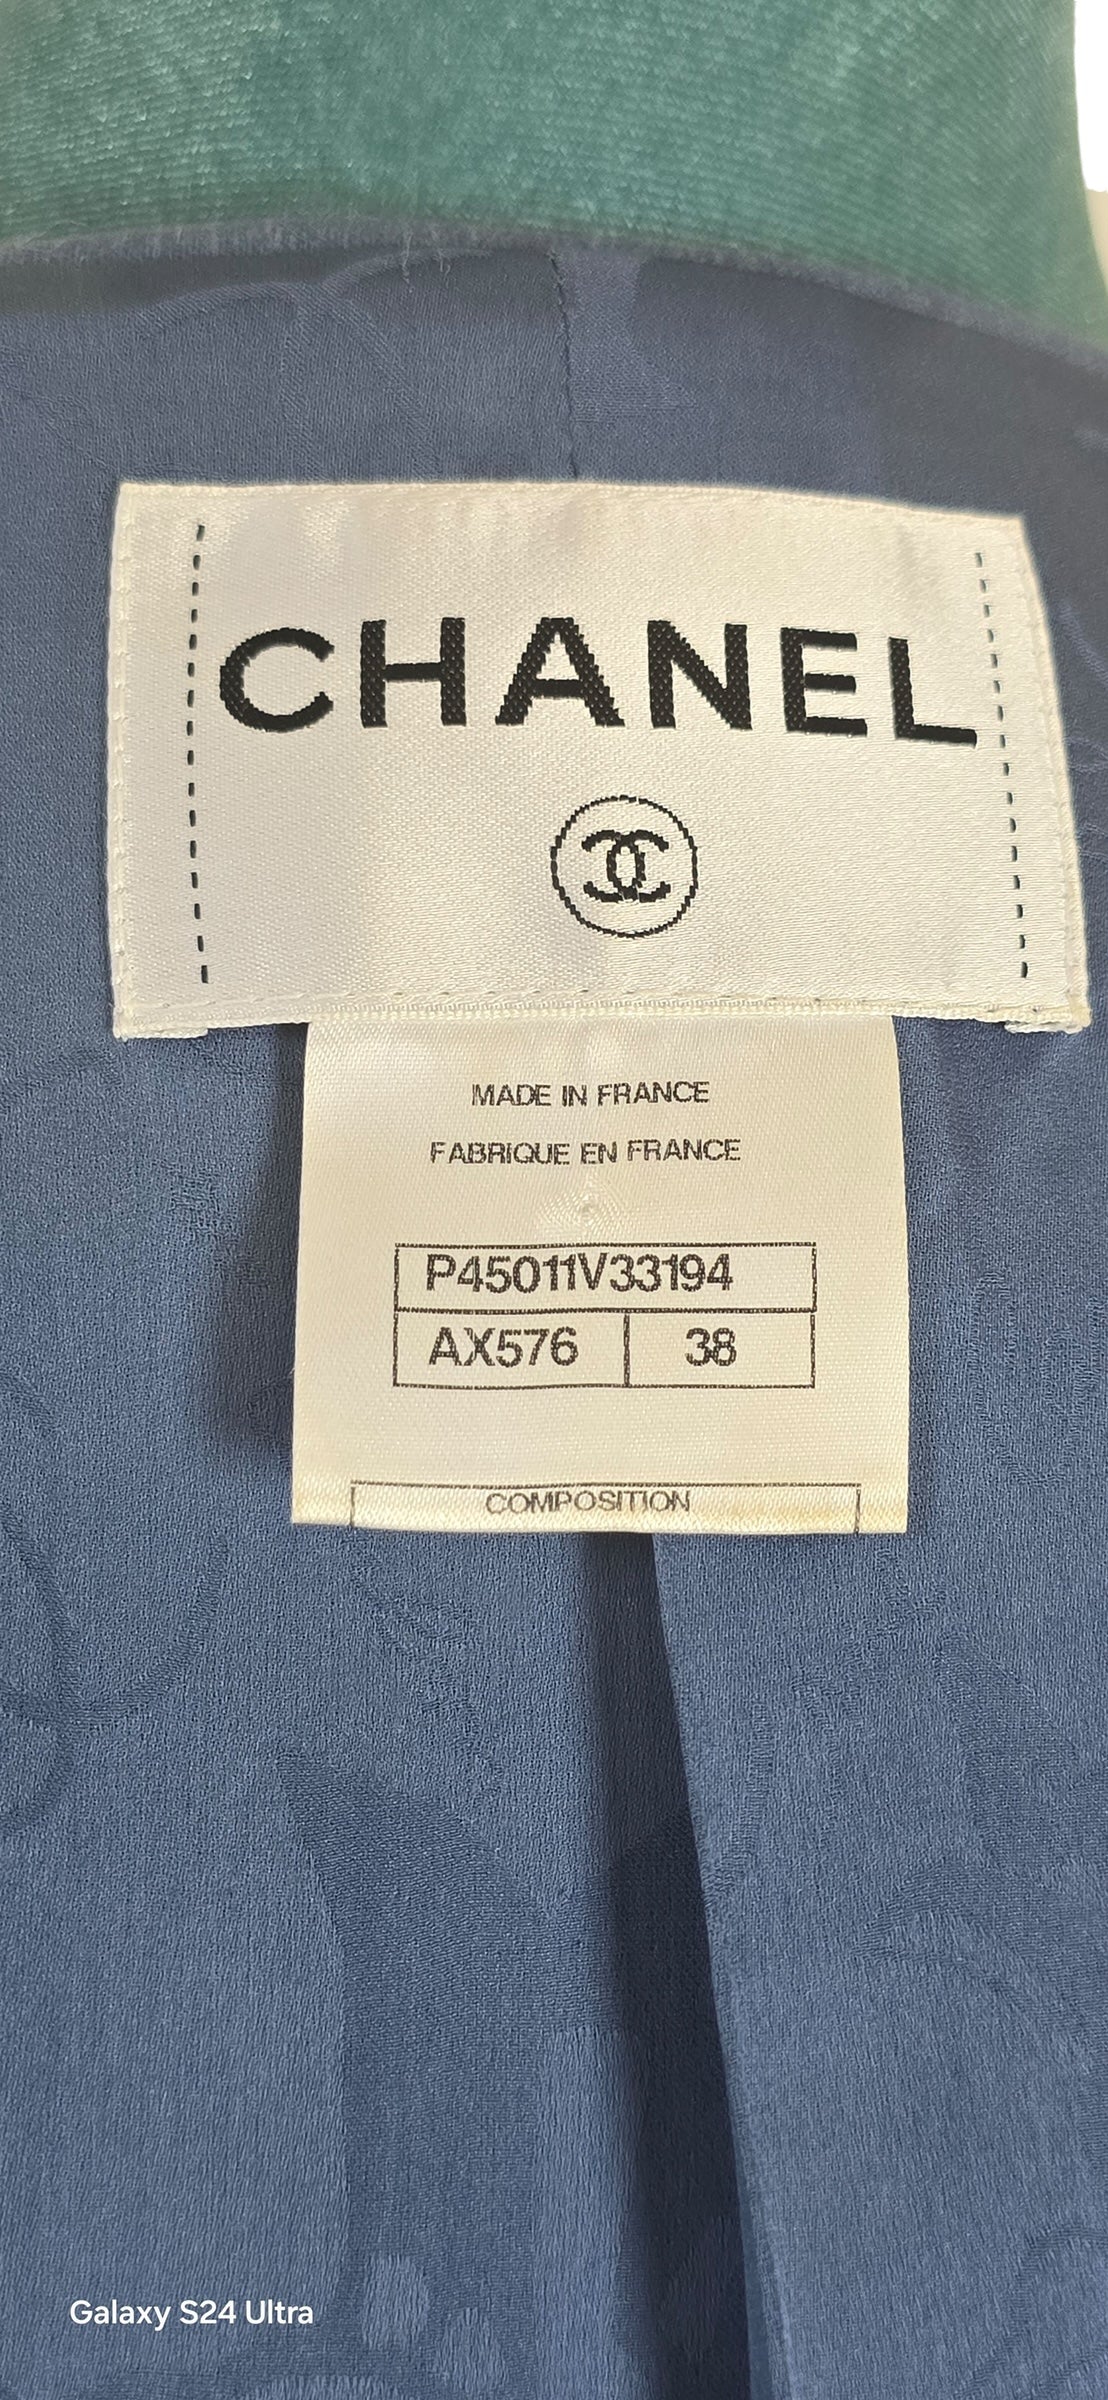 CHANEL
MADE IN FRANCE
FABRIQUE EN FRANCE
P45011V33194
AX576 38
COMPOSITION
Galaxy S24 Ultra